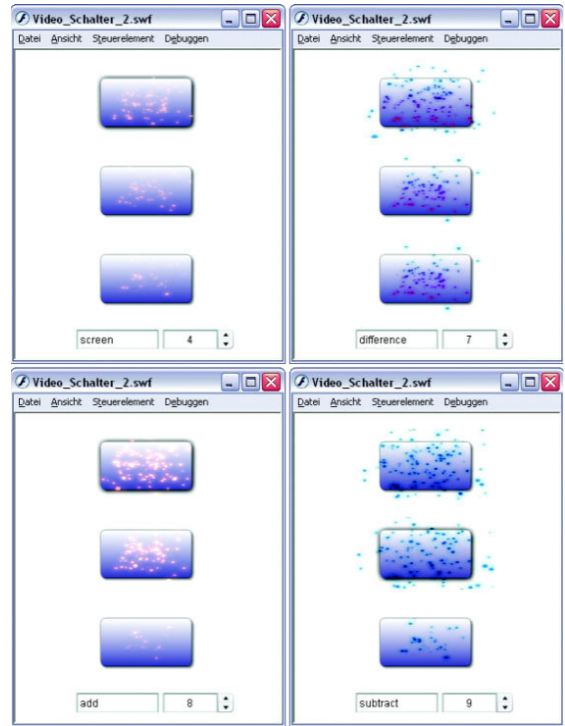 Video_Schalter_2.swf
Datei Ansicht Steuerelement Debuggen
screen 4
Video_Schalter_2.swf
Datei Ansicht Steuerelement Debuggen
difference 7
Video_Schalter_2.swf
Datei Ansicht Steuerelement Debuggen
add 8
Video_Schalter_2.swf
Datei Ansicht Steuerelement Debuggen
subtract 9